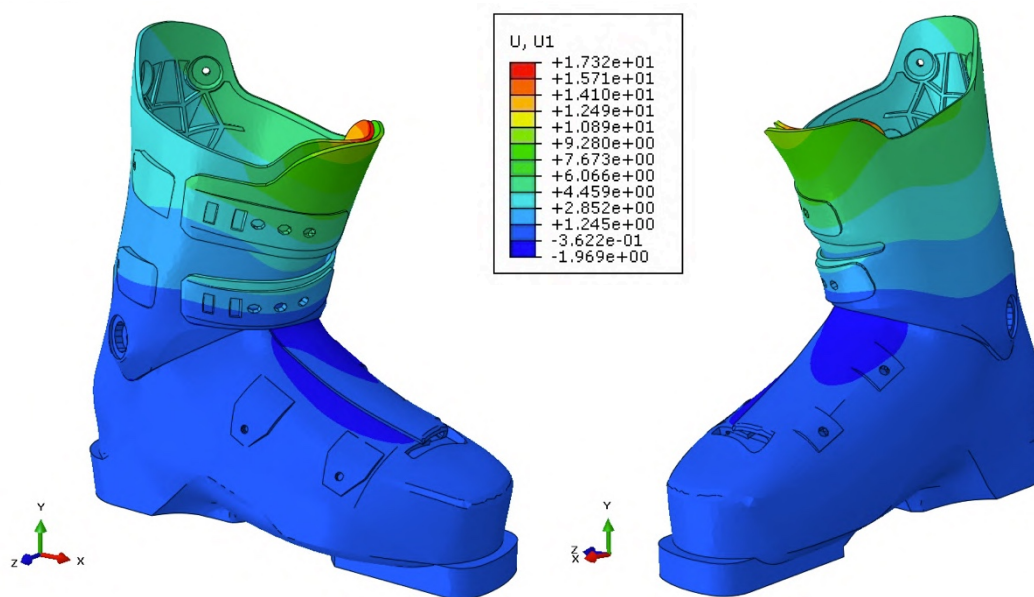 U, U1
+1.732e+01
+1.571e+01
+1.410e+01
+1.249e+01
+1.089e+01
+9.280e+00
+7.673e+00
+6.066e+00
+4.459e+00
+2.852e+00
+1.245e+00
-3.622e-01
-1.969e+00
Y
Z
X
Y
Z
X